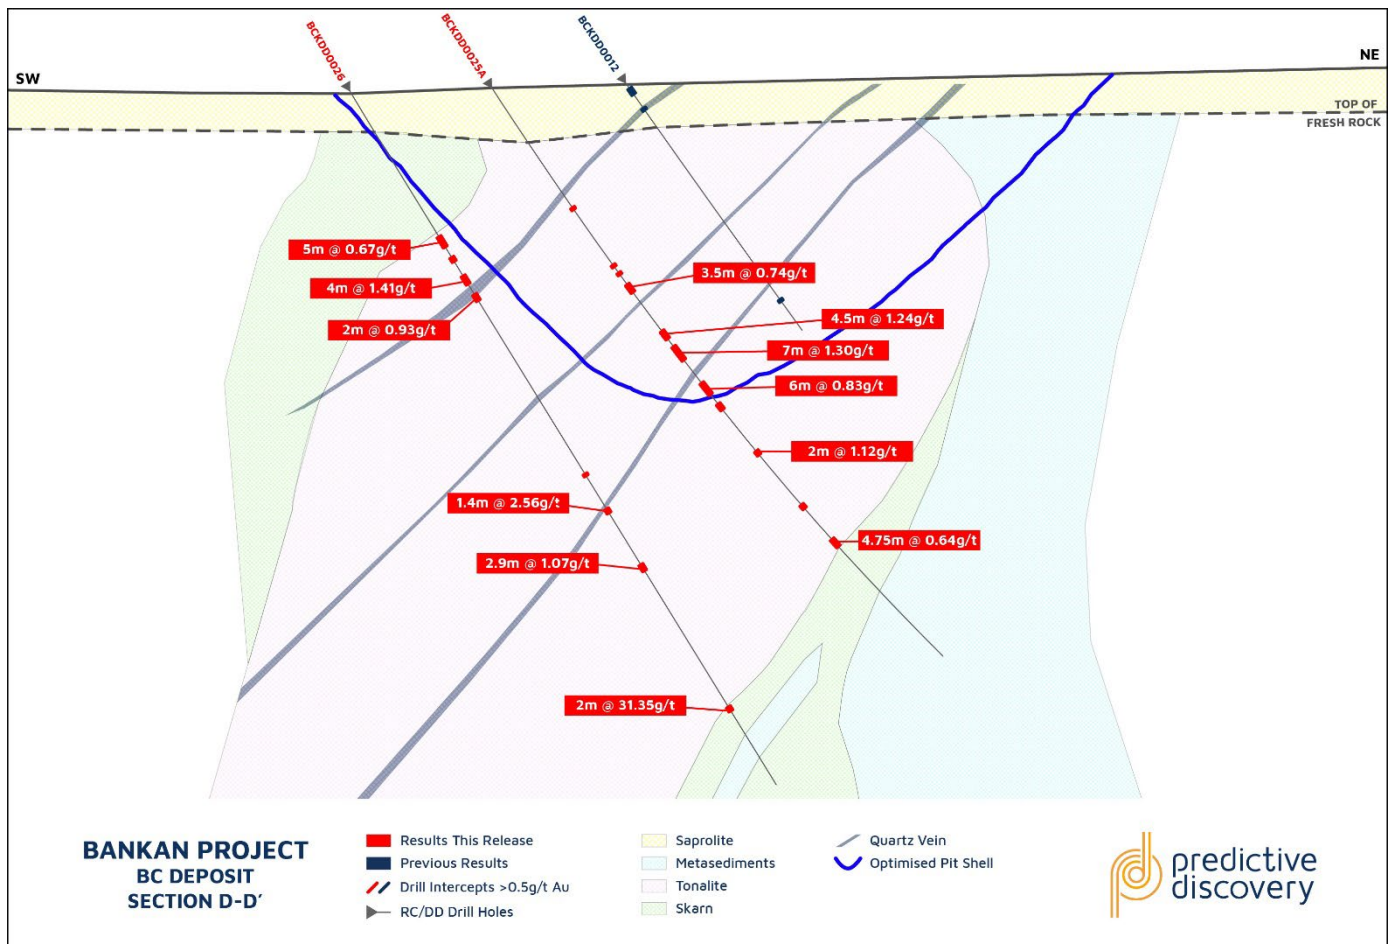 BCKDD0026
BCKDD0025A
BCKDD0012
SW
NE
TOP OF
FRESH ROCK
5m @ 0.67g/t
4m @ 1.41g/t
2m @ 0.93g/t
3.5m @ 0.74g/t
4.5m @ 1.24g/t
7m @ 1.30g/t
6m @ 0.83g/t
2m @ 1.12g/t
1.4m @ 2.56g/t
4.75m @ 0.64g/t
2.9m @ 1.07g/t
2m @ 31.35g/t
BANKAN PROJECT
BC DEPOSIT
SECTION D-D'
Results This Release
Previous Results
Drill Intercepts >0.5g/t Au
RC/DD Drill Holes
Saprolite
Metasediments
Tonalite
Skarn
Quartz Vein
Optimised Pit Shell
predictive
discovery